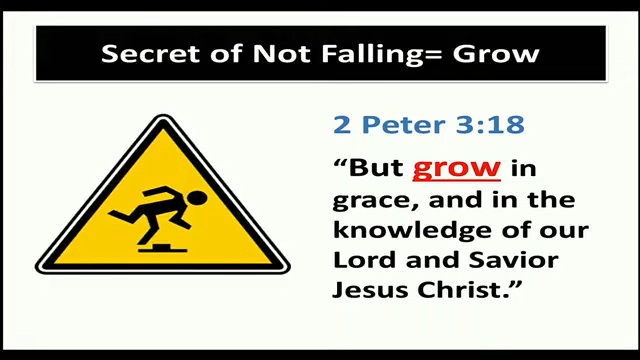 Secret of Not Falling= Grow
2 Peter 3:18
“But grow in
grace, and in the
knowledge of our
Lord and Savior
Jesus Christ.”